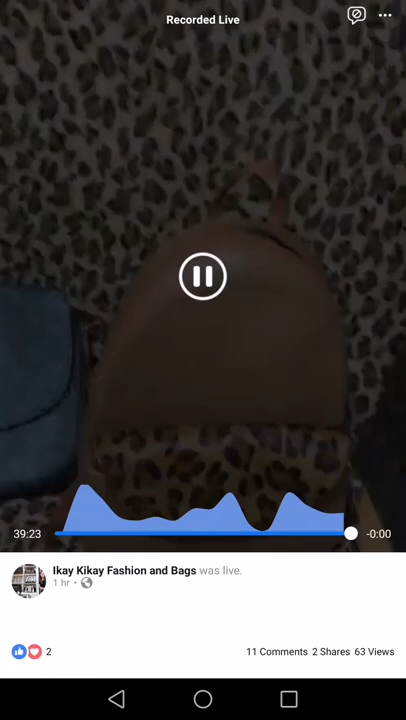 Recorded Live
39:23
-0:00
Ikay Kikay Fashion and Bags was live.
1 hr ·
2
11 Comments 2 Shares 63 Views